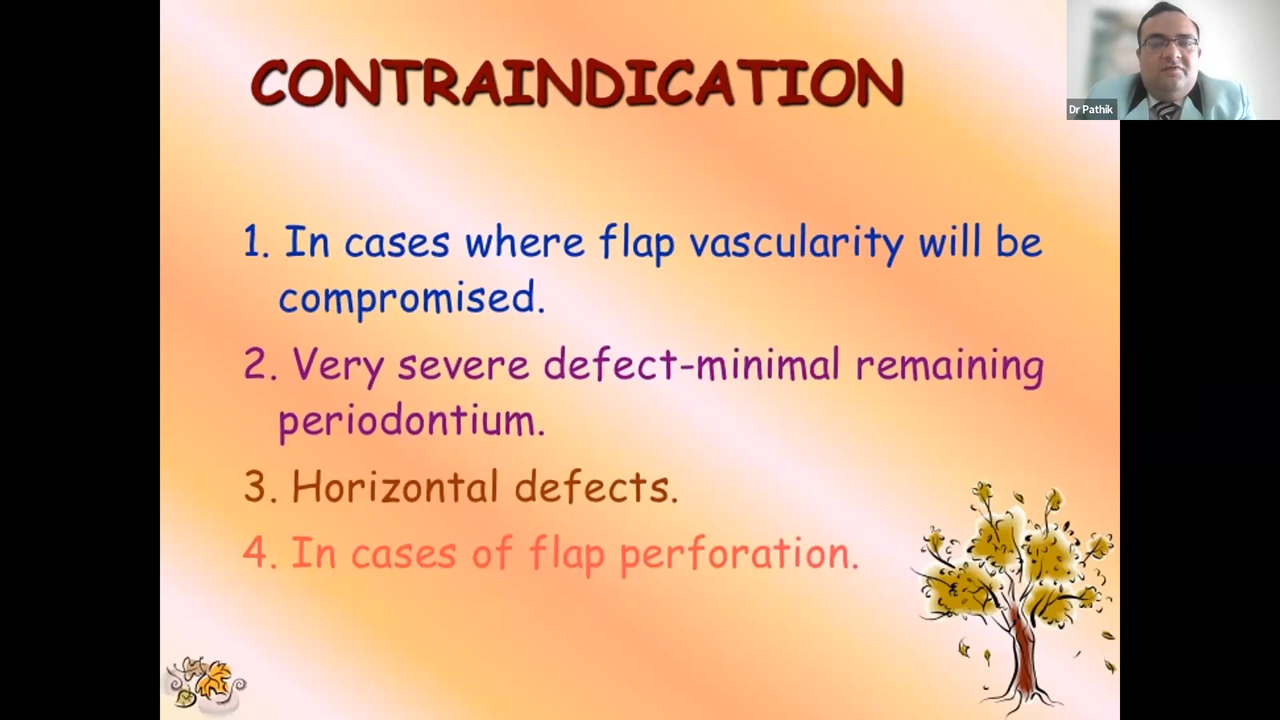 CONTRAINDICATION
Dr Pathik
1. In cases where flap vascularity will be
compromised.
2. Very severe defect-minimal remaining
periodontium.
3. Horizontal defects.
4. In cases of flap perforation.